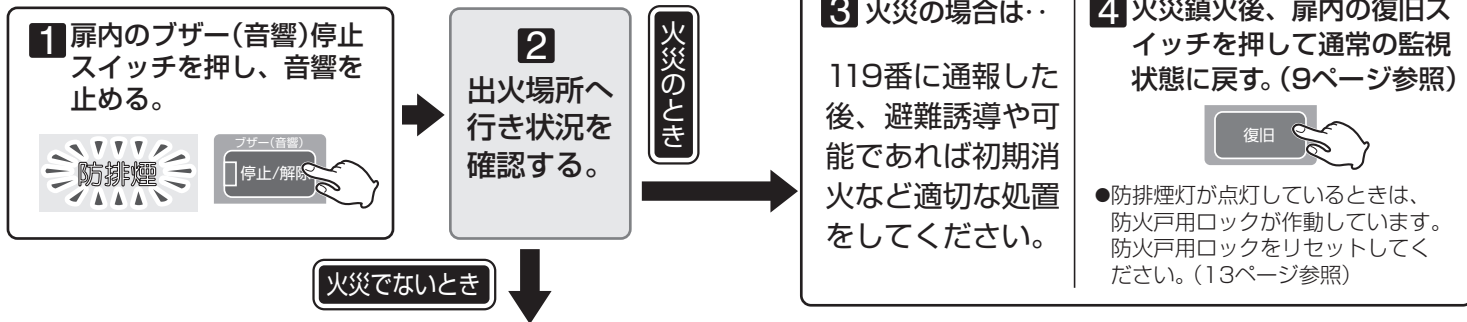 1 扉内のブザー(音響)停止
スイッチを押し、音響を
止める。
防排煙
ブザー(音響)
停止/解除
2
出火場所へ
行き状況を
確認する。
火災のとき
火災でないとき
3 火災の場合は‥
119番に通報した
後、避難誘導や可
能であれば初期消
火など適切な処置
をしてください。
4 火災鎮火後、扉内の復旧ス
イッチを押して通常の監視
状態に戻す。(9ページ参照)
復旧
●防排煙灯が点灯しているときは、
防火戸用ロックが作動しています。
防火戸用ロックをリセットしてく
ださい。(13ページ参照)